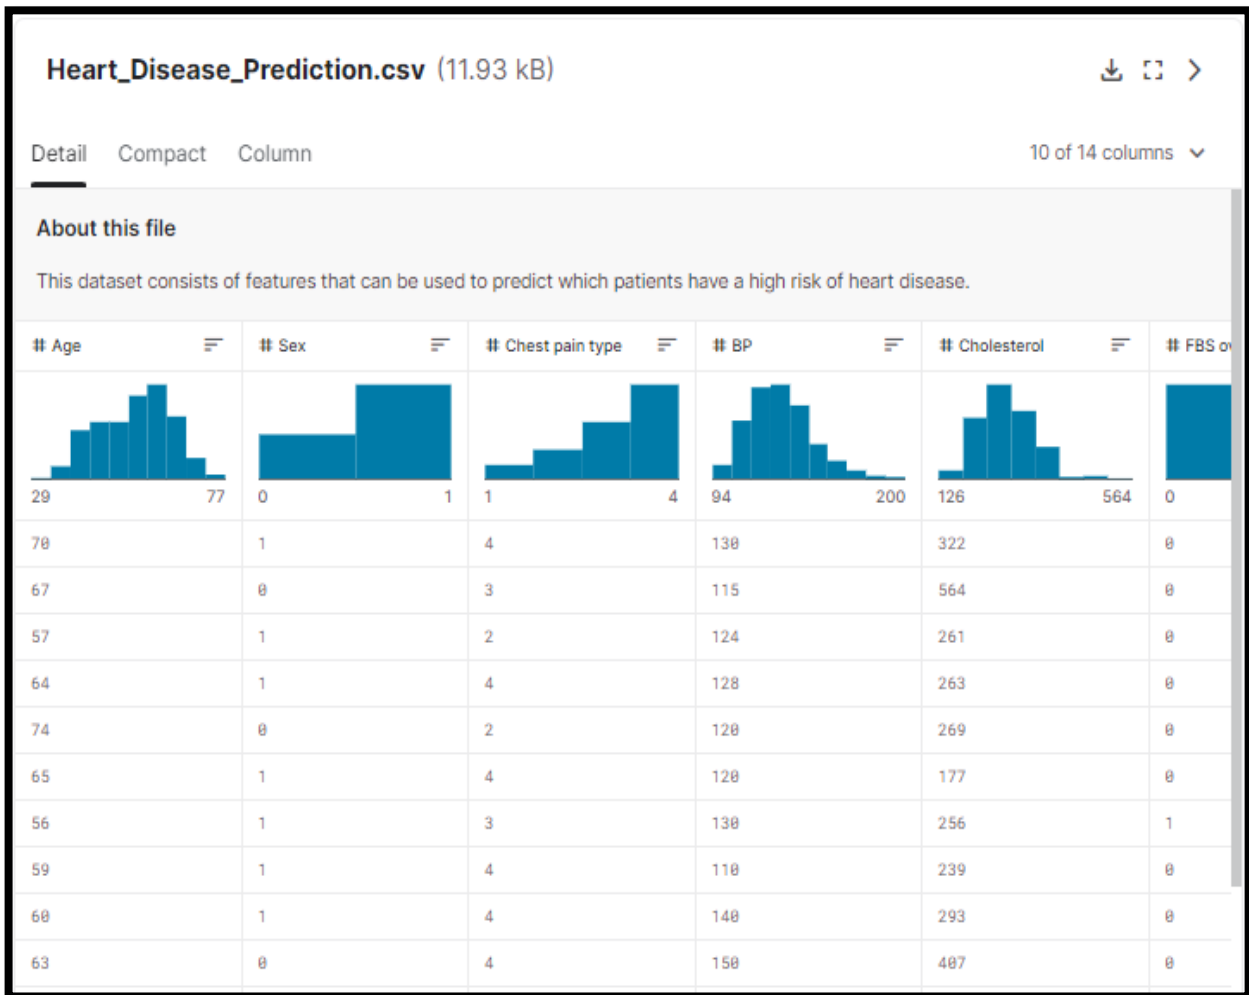 Heart_Disease_Prediction.csv (11.93 kB)
Detail Compact Column 10 of 14 columns
About this file
This dataset consists of features that can be used to predict which patients have a high risk of heart disease.
# Age # Sex # Chest pain type # BP # Cholesterol # FBS
29 77 0 1 1 4 94 200 126 564 0
70 1 4 130 322 0
67 0 3 115 564 0
57 1 2 124 261 0
64 1 4 128 263 0
74 0 2 120 269 0
65 1 4 120 177 0
56 1 3 130 256 1
59 1 4 110 239 0
60 1 4 140 293 0
63 0 4 150 407 0